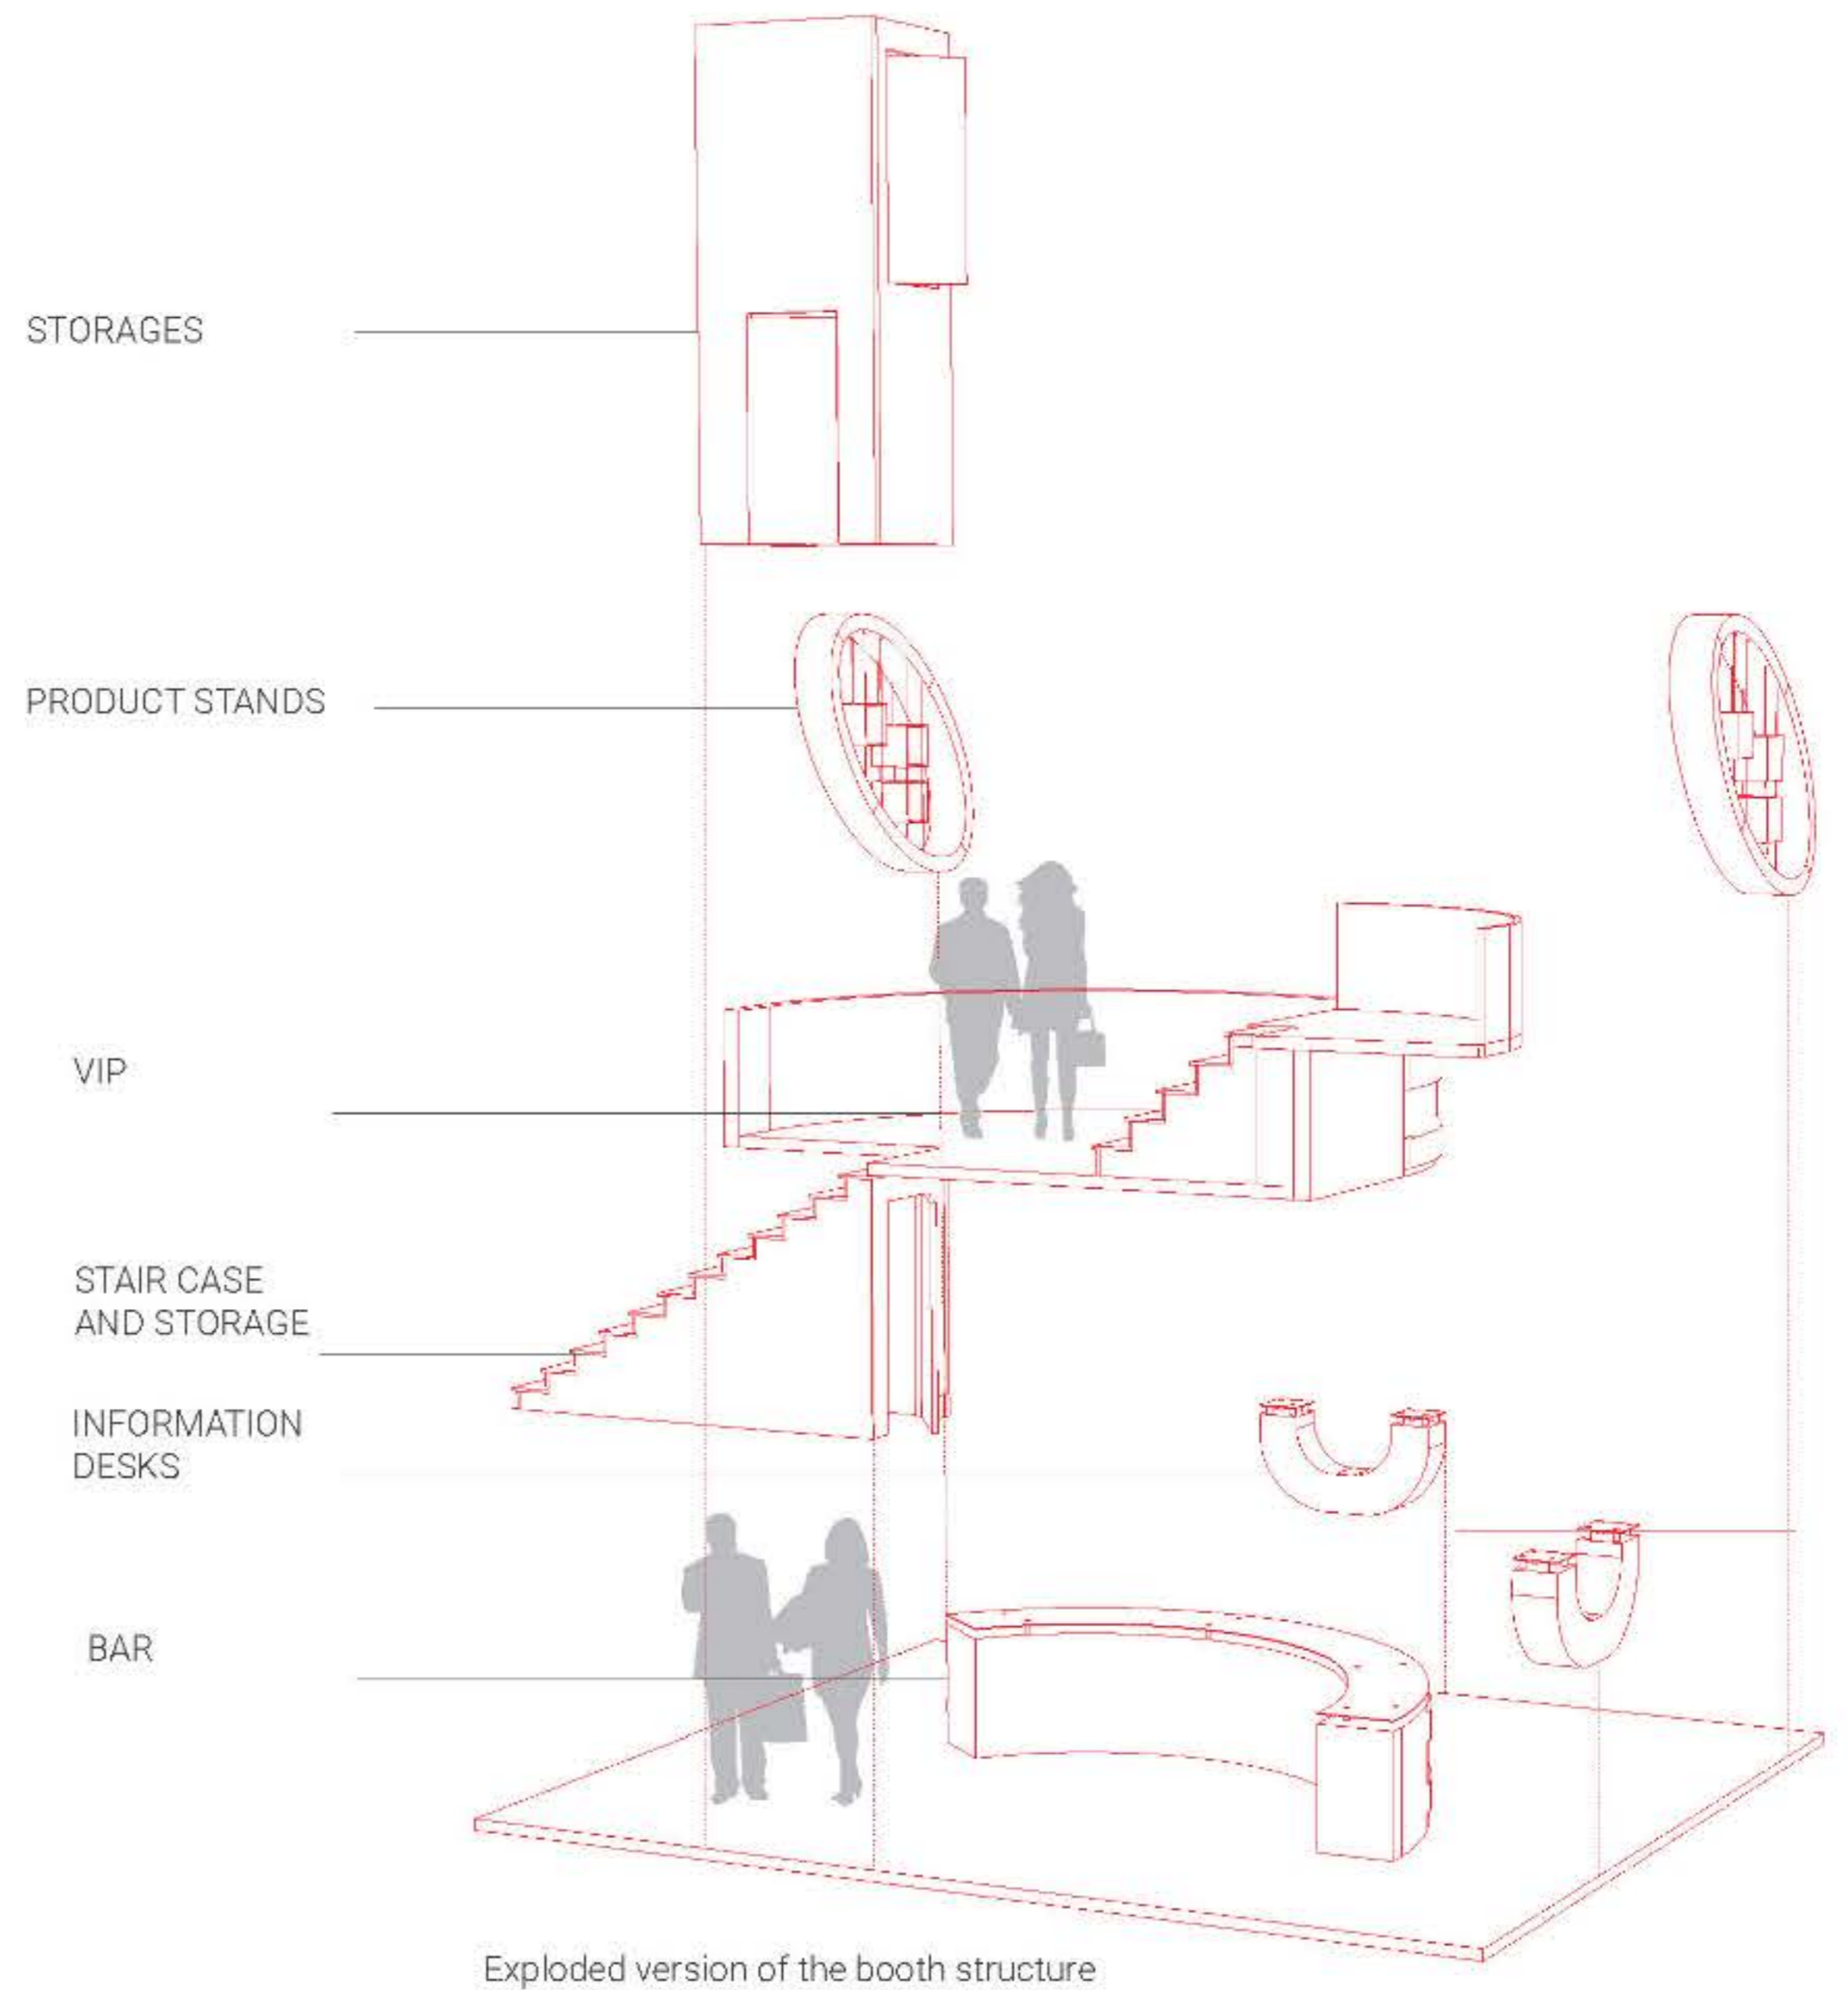 STORAGES
PRODUCT STANDS
VIP
STAIR CASE
AND STORAGE
INFORMATION
DESKS
BAR
Exploded version of the booth structure